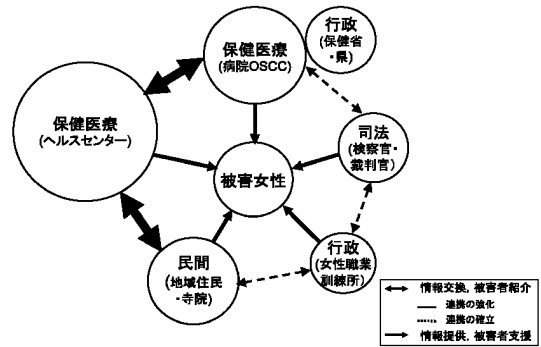 行政
(保健省
・県)
保健医療
(病院OSCC)
保健医療
(ヘルスセンター)
司法
(検察官・
裁判官)
被害女性
民間
(地域住民
・寺院)
行政
(女性職業
訓練所)
情報交換，被害者紹介
連携の強化
連携の確立
情報提供，被害者支援